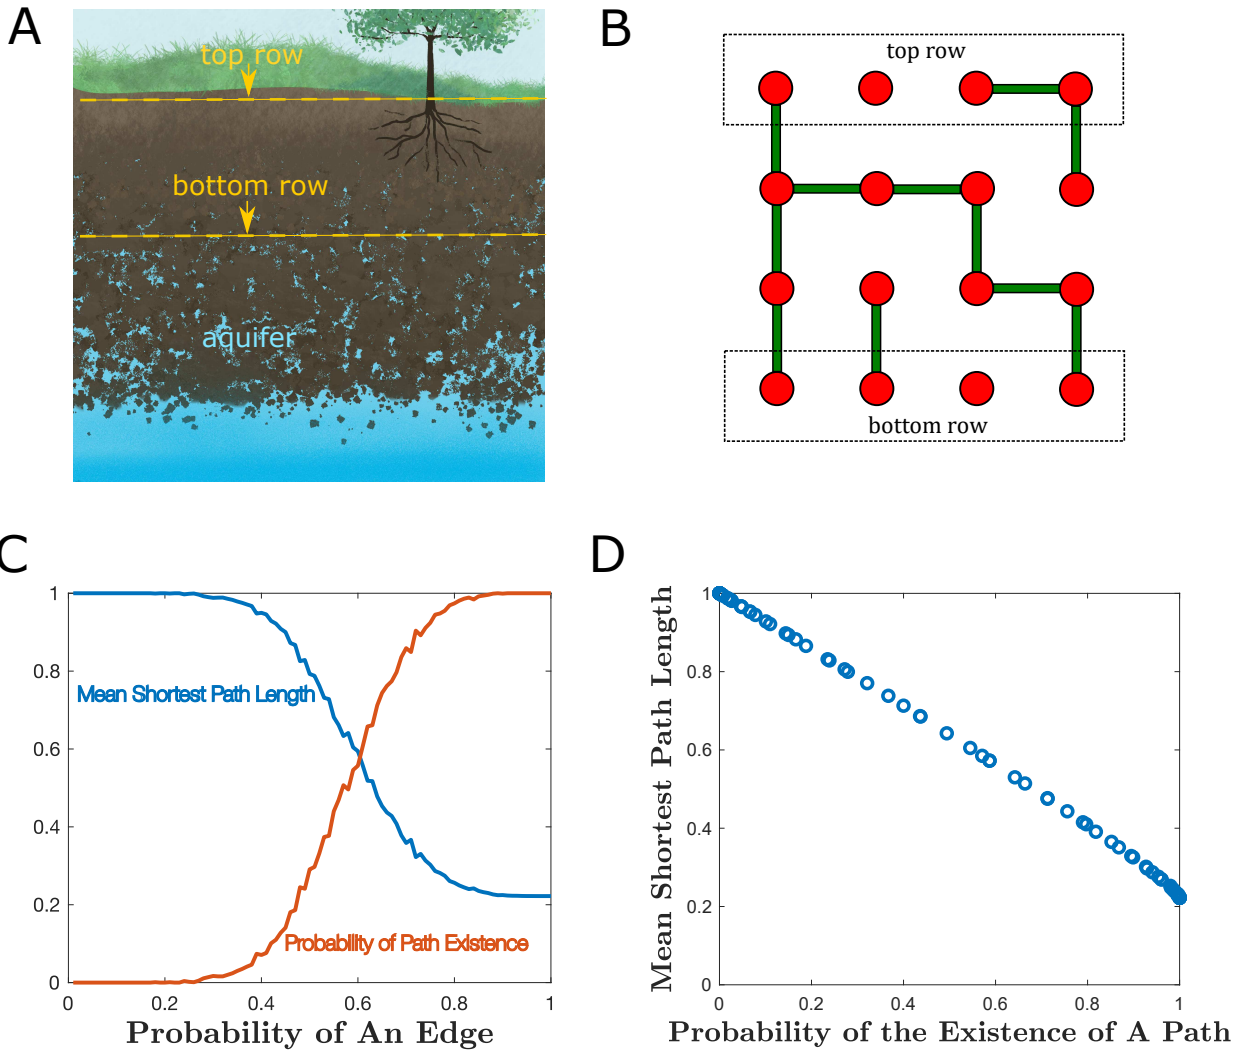 A
top row
bottom row
aquifer
B
top row
bottom row
C
1
0.8
0.6
0.4
0.2
0
Mean Shortest Path Length
Probability of Path Existence
0 0.2 0.4 0.6 0.8 1
Probability of An Edge
D
Mean Shortest Path Length
1
0.8
0.6
0.4
0.2
0
0 0.2 0.4 0.6 0.8 1
Probability of the Existence of A Path